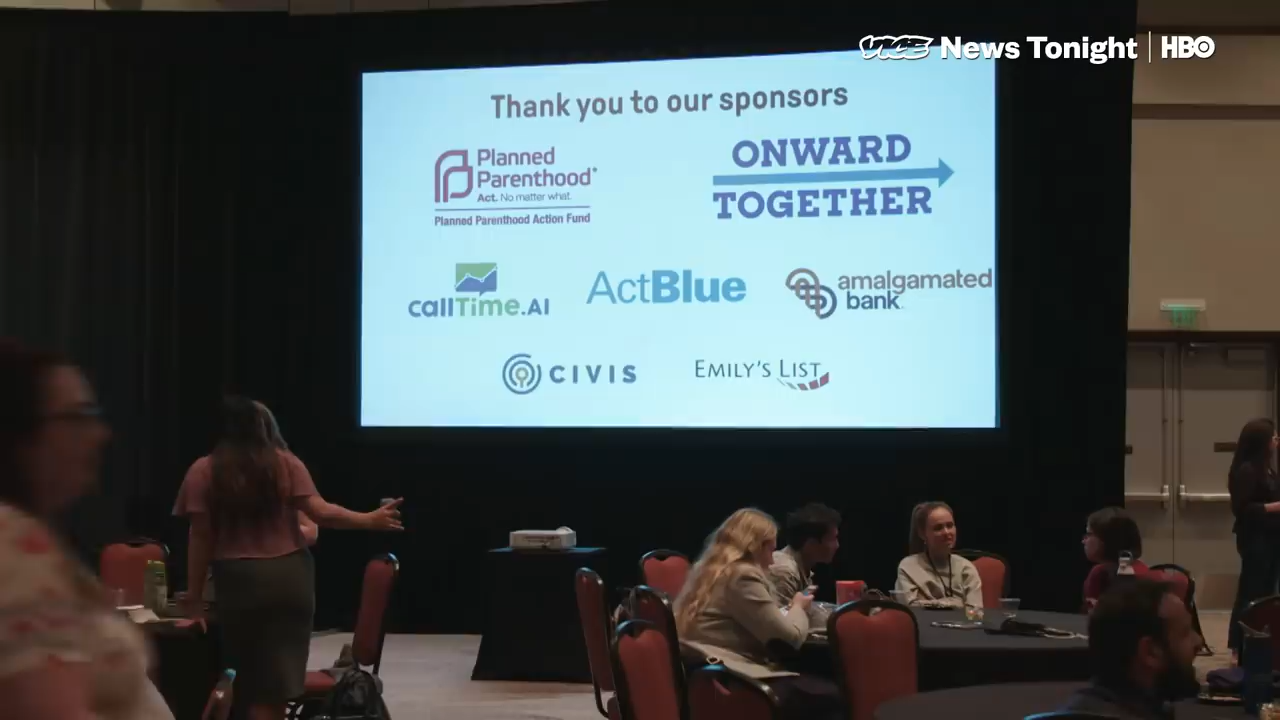 VICE News Tonight | HBO
Thank you to our sponsors
Planned
Parenthood®
Act. No matter what.
Planned Parenthood Action Fund
ONWARD
TOGETHER
callTime.AI
ActBlue
amalgamated
bank
CIVIS
EMILY'S LIST